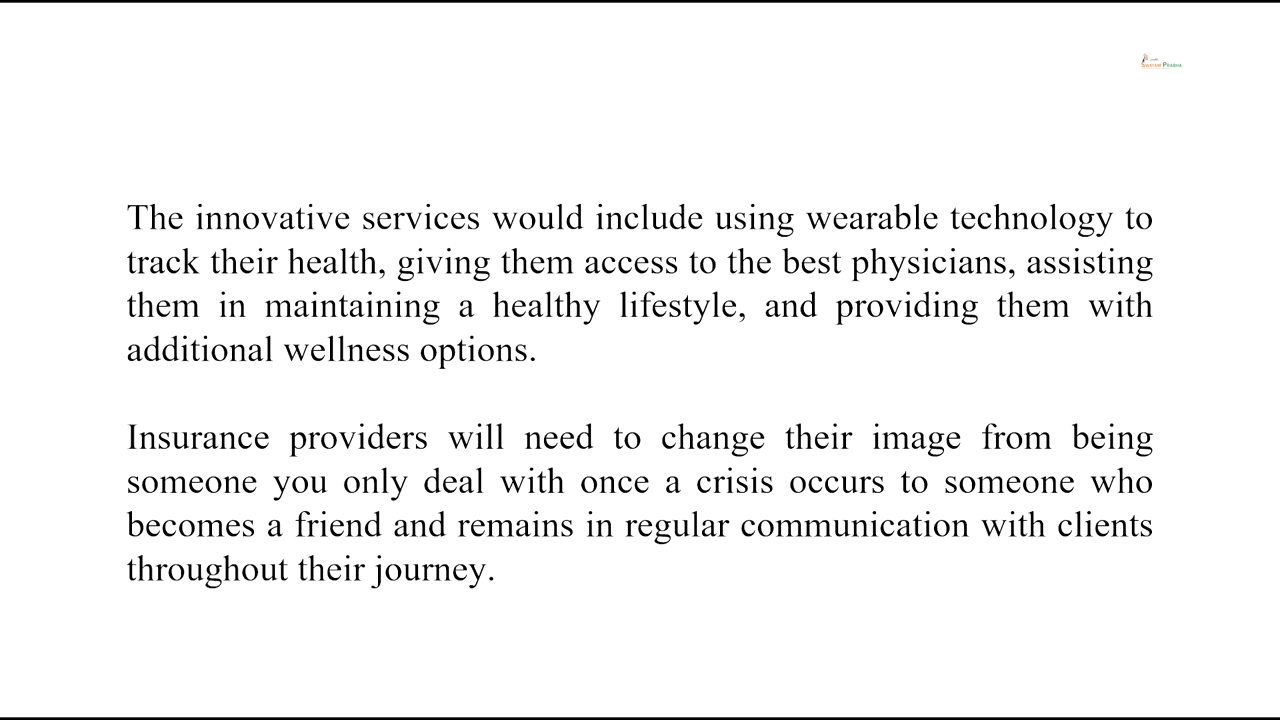 Swayam Prabha
The innovative services would include using wearable technology to
track their health, giving them access to the best physicians, assisting
them in maintaining a healthy lifestyle, and providing them with
additional wellness options.
Insurance providers will need to change their image from being
someone you only deal with once a crisis occurs to someone who
becomes a friend and remains in regular communication with clients
throughout their journey.